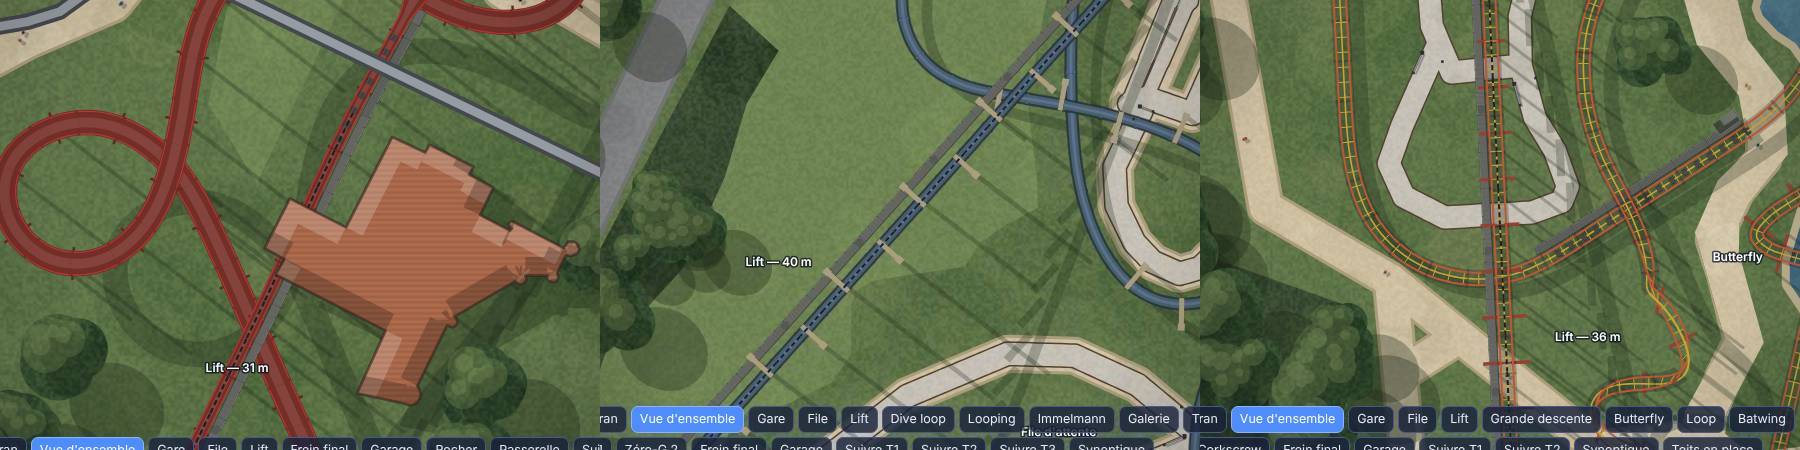 Lift — 40 m
Butterfly
Lift — 36 m
Lift — 31 m
ran Vue d'ensemble Gare File Lift Dive loop Looping Immelmann Galerie Tran Vue d'ensemble Gare File Lift Grande descente Butterfly Loop Batwing
File d'attente
Vue d'ensemble Gare File Lift Frein final Garage Rocher Passerelle Zéro-G 2 Frein final Garage Suivre T1 Suivre T2 Suivre T3 Synoptique Corkscrew Frein final Garage Suivre T1 Suivre T2 Synoptique Toits en place